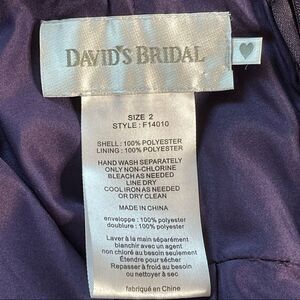 DAVID'S BRIDAL
SIZE 2
STYLE : F14010
SHELL : 100% POLYESTER
LINING : 100% POLYESTER
HAND WASH SEPARATELY
ONLY NON-CHLORINE
BLEACH AS NEEDED
LINE DRY
COOL IRON AS NEEDED
OR DRY CLEAN
MADE IN CHINA
enveloppe : 100% polyester
doublure : 100% polyester
Laver à la main séparément
blanchir avec un agent
non chloré au besoin seulement
Étendre pour sécher
Repasser à froid au besoin
ou nettoyer à sec
fabriqué en Chine